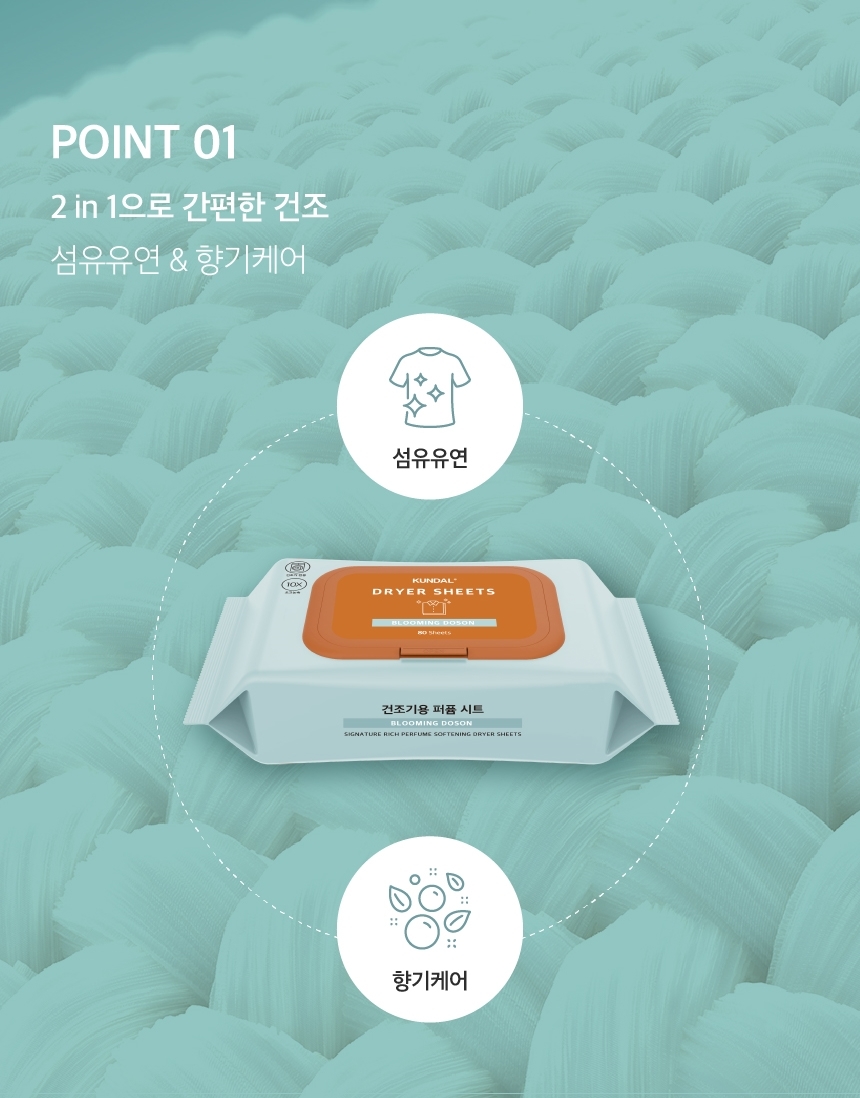 POINT 01
2 in 1으로 간편한 건조
섬유유연 & 향기케어
섬유유연
10X
KUNDAL
DRYER SHEETS
BLOOMING DOSON
80 Sheets
건조기용 퍼퓸 시트
BLOOMING DOSON
SIGNATURE RICH PERFUME SOFTENING DRYER SHEETS
향기케어